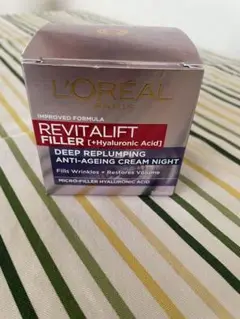 L'ORÉAL
PARIS
IMPROVED FORMULA
REVITALIFT
FILLER [+Hyaluronic Acid]
DEEP REPLUMPING
ANTI-AGEING CREAM NIGHT
Fills Wrinkles + Restores Volume
MICRO-FILLER HYALURONIC ACID